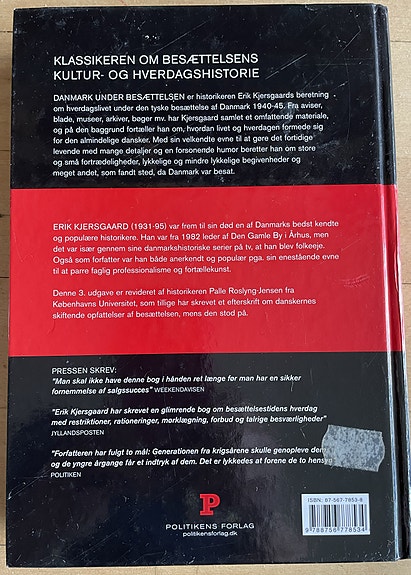 KLASSIKEREN OM BESÆTTELSENS
KULTUR- OG HVERDAGSHISTORIE
DANMARK UNDER BESÆTTELSEN er historikeren Erik Kjersgaards beretning
om hverdagslivet under den tyske besættelse af Danmark 1940-45. Fra aviser,
blade, museer, arkiver, bøger mv. har Kjersgaard samlet et omfattende materiale,
og på den baggrund fortæller han om, hvordan livet og hverdagen formede sig
for den almindelige dansker. Med sin velkendte evne til at gøre det fortidige
levende med mange detaljer og en forsonende humor beretter han om store
og små fortrædeligheder, lykkelige og mindre lykkelige begivenheder og
meget andet, som fandt sted, da Danmark var besat.
ERIK KJERSGAARD (1931-95) var frem til sin død en af Danmarks bedst kendte
og populære historikere. Han var fra 1982 leder af Den Gamle By i Århus, men
det var især gennem sine danmarkshistoriske serier på tv, at han blev folkeeje.
Også som forfatter var han både anerkendt og populær pga. sin enestående evne
til at parre faglig professionalisme og fortællekunst.
Denne 3. udgave er revideret af historikeren Palle Roslyng-Jensen fra
Københavns Universitet, som tillige har skrevet et efterskrift om danskernes
skiftende opfattelser af besættelsen, mens den stod på.
PRESSEN SKREV:
"Man skal ikke have denne bog i hånden ret længe før man har en sikker
fornemmelse af salgssucces" WEEKENDAVISEN
"Erik Kjersgaard har skrevet en glimrende bog om besættelsestidens hverdag
med restriktioner, rationeringer, mørklægning, forbud og talrige besværligheder"
JYLLANDSPOSTEN
"Forfatteren har fulgt to mål: Generationen fra krigsårene skulle genopleve
og de yngre årgange får et indtryk af dem. Det er lykkedes at forene de to
POLITIKEN
P
POLITIKENS FORLAG
politikensforlag.dk
ISBN: 87-567-7853-8
9 788756 778534